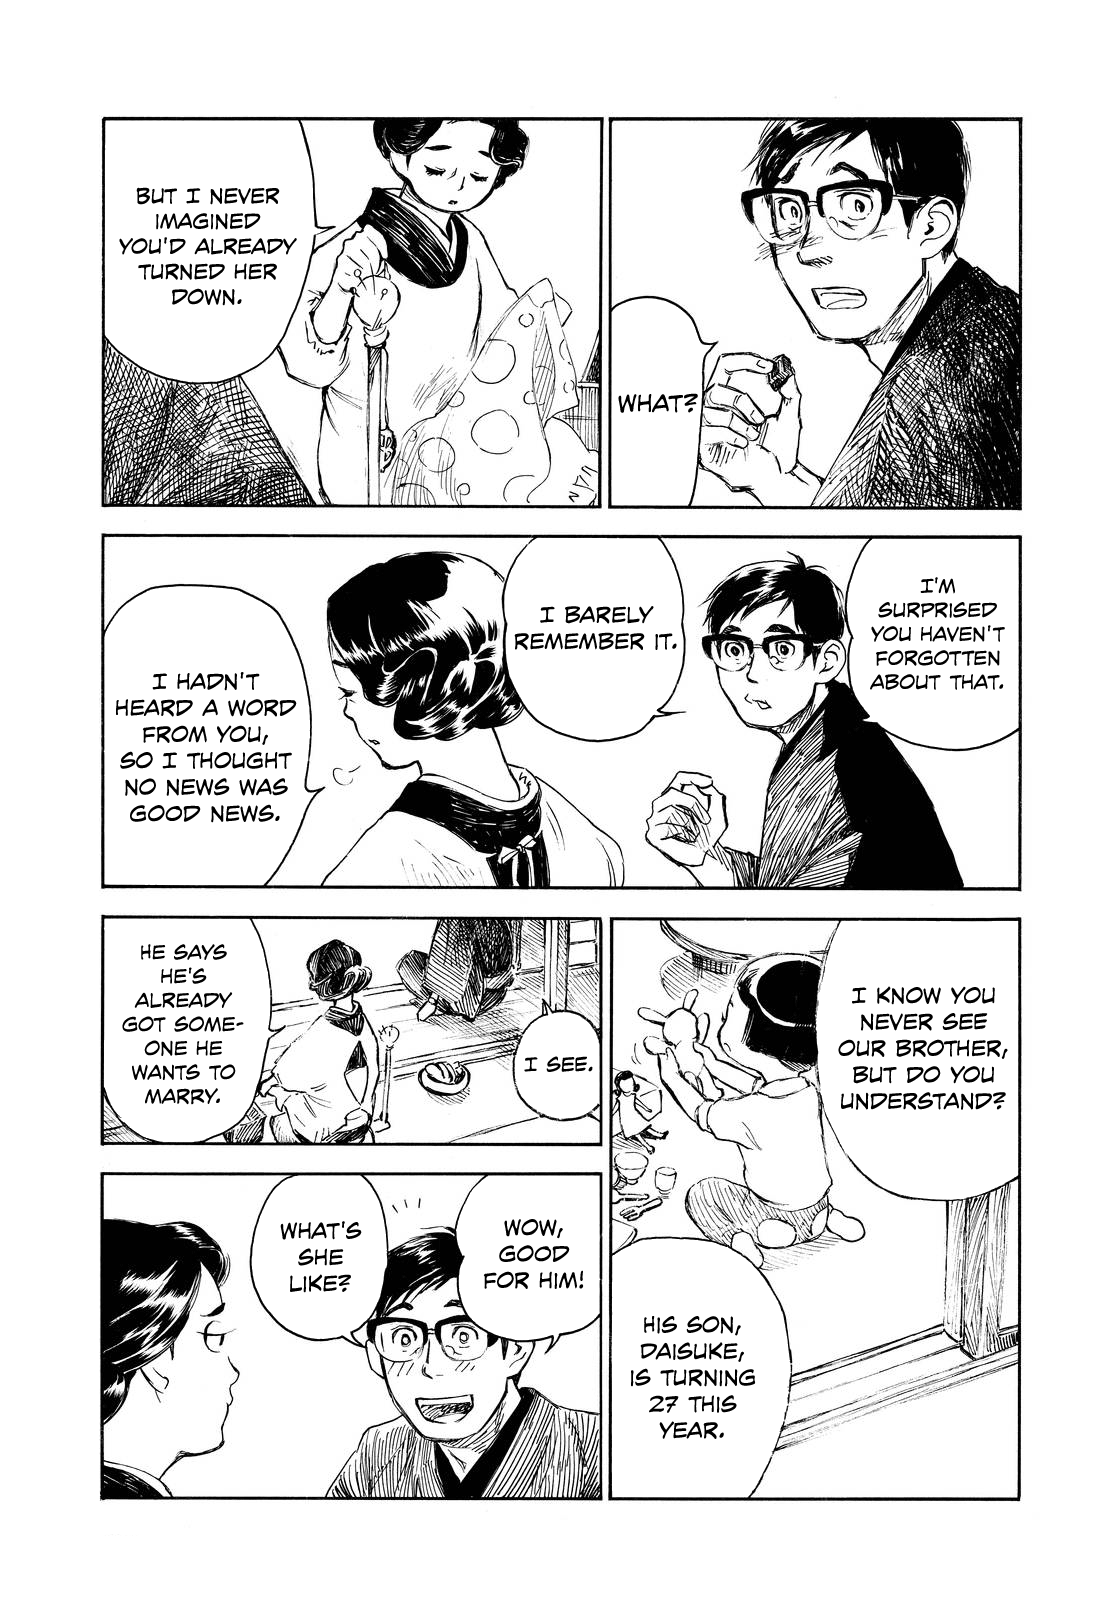 WHAT?
BUT I NEVER
IMAGINED
YOU'D ALREADY
TURNED HER
DOWN.
I'M
SURPRISED
YOU HAVEN'T
FORGOTTEN
ABOUT THAT.
I BARELY
REMEMBER IT.
I HADN'T
HEARD A WORD
FROM YOU,
SO I THOUGHT
NO NEWS WAS
GOOD NEWS.
I KNOW YOU
NEVER SEE
OUR BROTHER,
BUT DO YOU
UNDERSTAND?
HIS SON,
DAISUKE,
IS TURNING
27 THIS
YEAR.
I SEE.
HE SAYS
HE'S
ALREADY
GOT SOME-
ONE HE
WANTS TO
MARRY.
WOW,
GOOD
FOR HIM!
WHAT'S
SHE
LIKE?